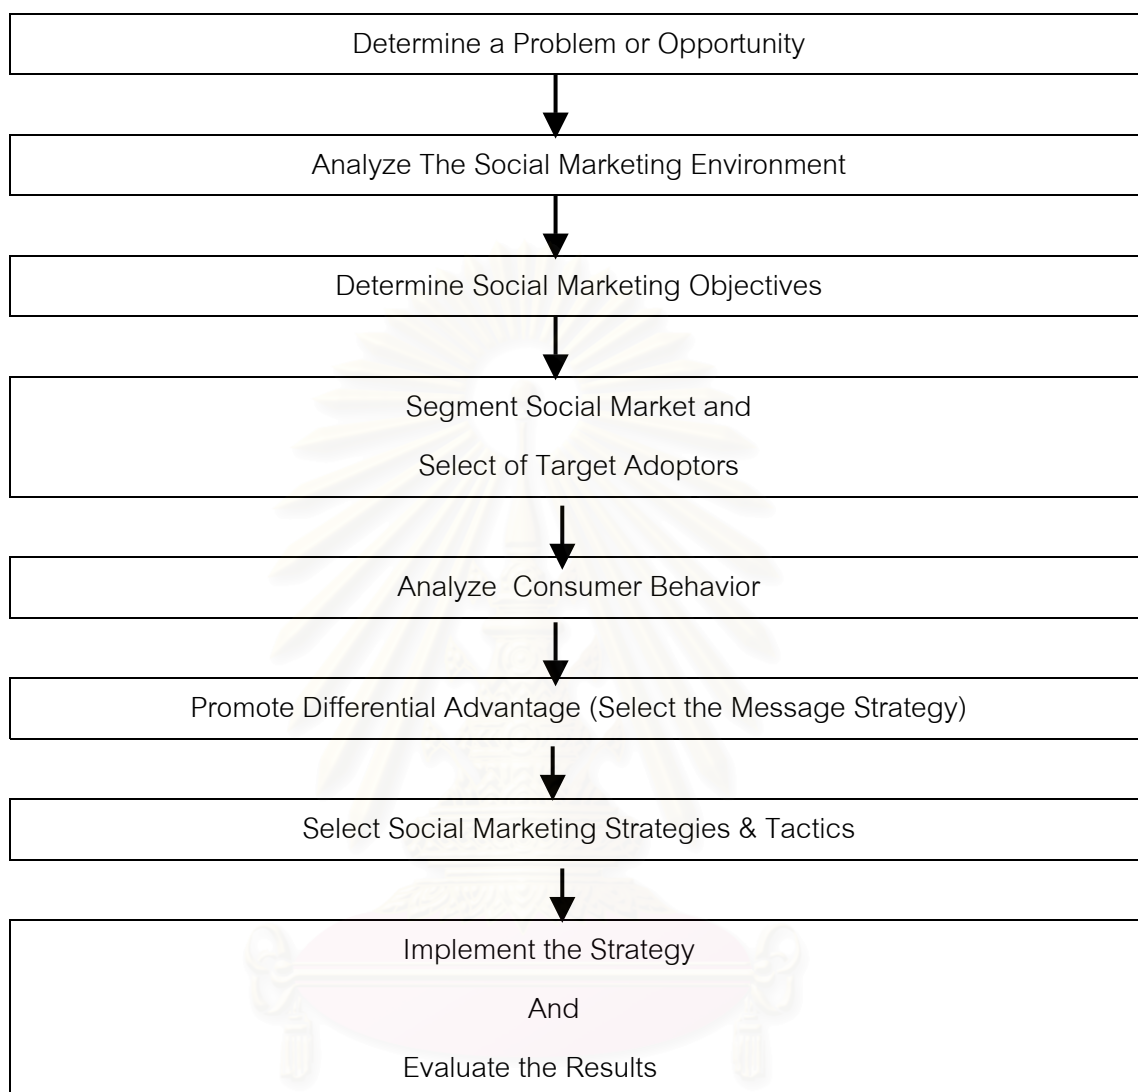 Determine a Problem or Opportunity
Analyze The Social Marketing Environment
Determine Social Marketing Objectives
Segment Social Market and
Select of Target Adoptors
Analyze Consumer Behavior
Promote Differential Advantage (Select the Message Strategy)
Select Social Marketing Strategies & Tactics
Implement the Strategy
And
Evaluate the Results